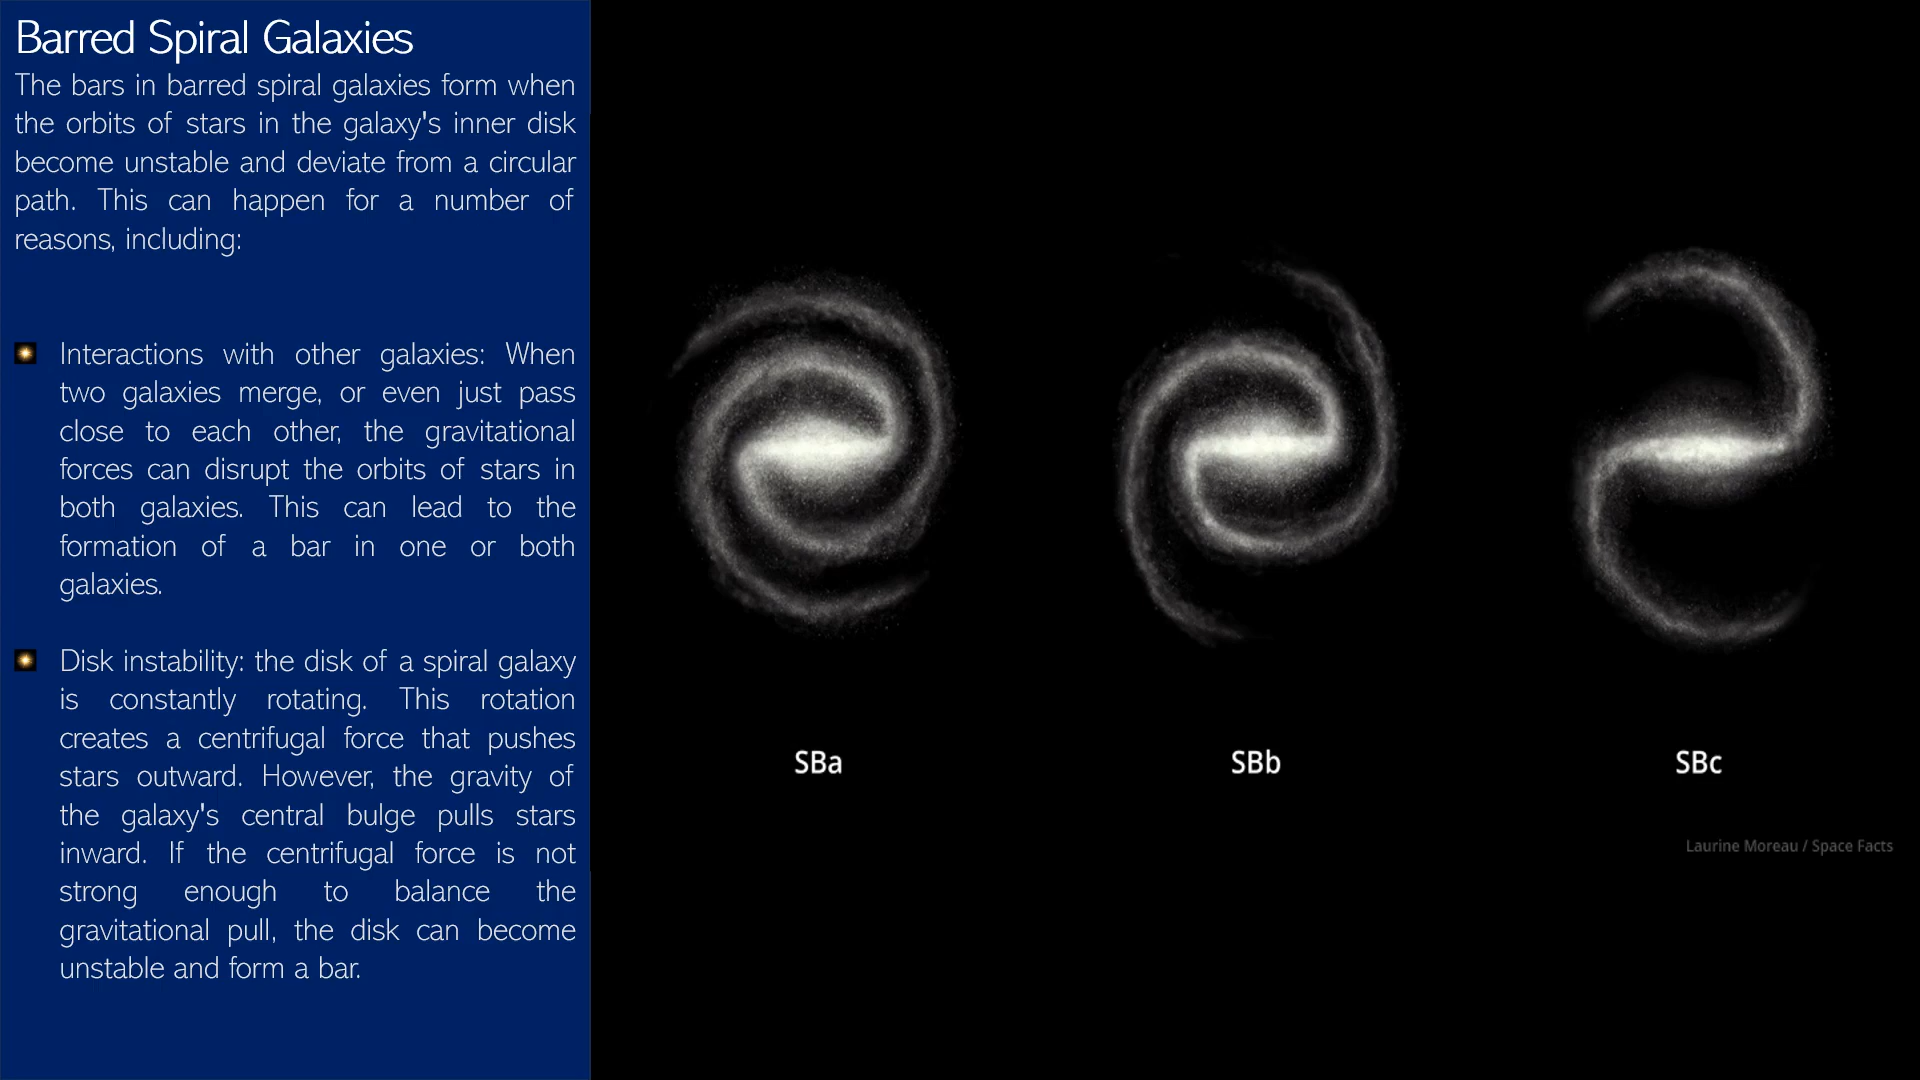 Barred Spiral Galaxies
The bars in barred spiral galaxies form when
the orbits of stars in the galaxy's inner disk
become unstable and deviate from a circular
path. This can happen for a number of
reasons, including:
Interactions with other galaxies: When
two galaxies merge, or even just pass
close to each other, the gravitational
forces can disrupt the orbits of stars in
both galaxies. This can lead to the
formation of a bar in one or both
galaxies.
Disk instability: the disk of a spiral galaxy
is constantly rotating. This rotation
creates a centrifugal force that pushes
stars outward. However, the gravity of
the galaxy's central bulge pulls stars
inward. If the centrifugal force is not
strong enough to balance the
gravitational pull, the disk can become
unstable and form a bar.
SBa
SBb
SBc
Laurine Moreau / Space Facts